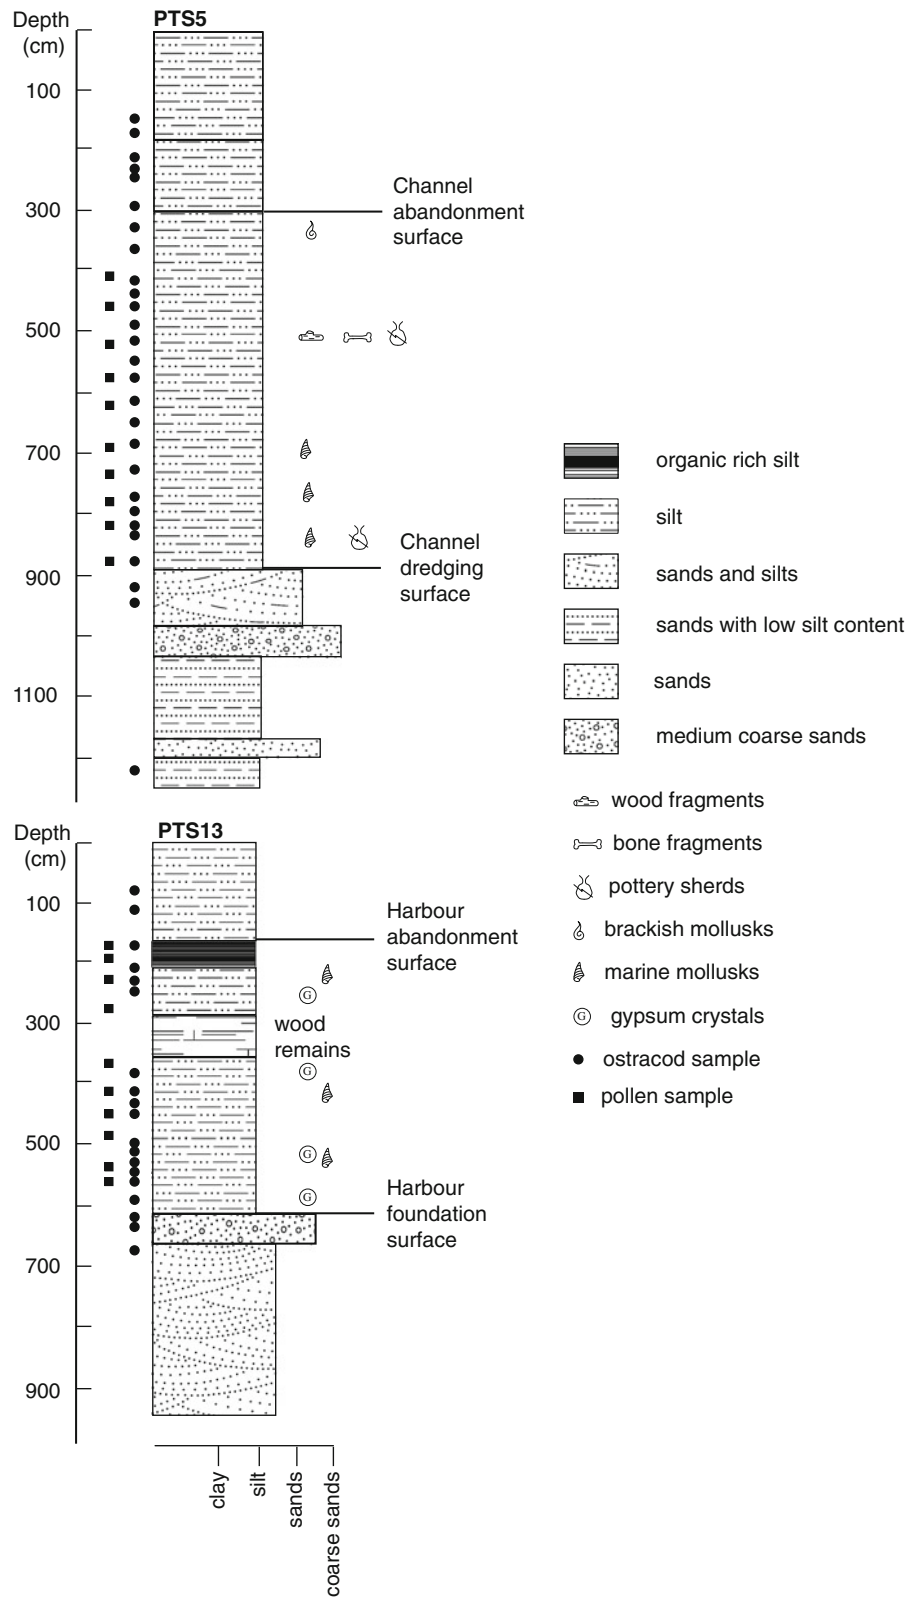 Depth
(cm)
PTS5
100
300
500
700
900
1100
Channel
abandonment
surface
Channel
dredging
surface
Depth
(cm)
PTS13
100
300
500
700
900
Harbour
abandonment
surface
G
wood
remains
G
G
G
Harbour
foundation
surface
clay
silt
sands
coarse sands
organic rich silt
silt
sands and silts
sands with low silt content
sands
medium coarse sands
wood fragments
bone fragments
pottery sherds
brackish mollusks
marine mollusks
G gypsum crystals
ostracod sample
pollen sample